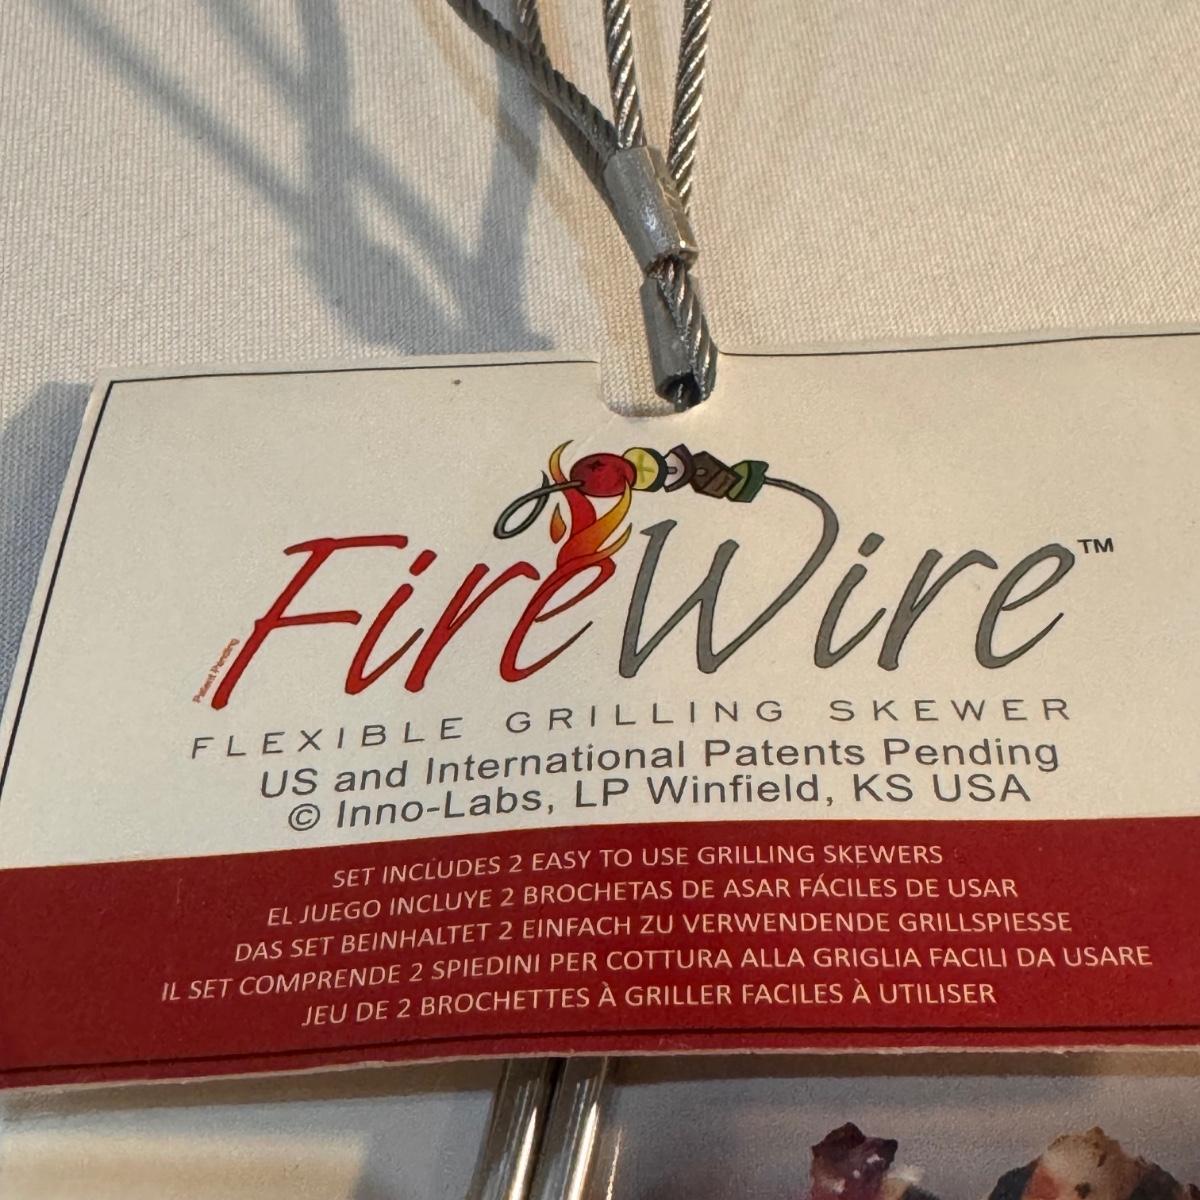 FireWire™
Patent Pending
FLEXIBLE GRILLING SKEWER
US and International Patents Pending
© Inno-Labs, LP Winfield, KS USA
SET INCLUDES 2 EASY TO USE GRILLING SKEWERS
EL JUEGO INCLUYE 2 BROCHETAS DE ASAR FÁCILES DE USAR
DAS SET BEINHALTET 2 EINFACH ZU VERWENDENDE GRILLSPIESSE
IL SET COMPRENDE 2 SPIEDINI PER COTTURA ALLA GRIGLIA FACILI DA USARE
JEU DE 2 BROCHETTES À GRILLER FACILES À UTILISER